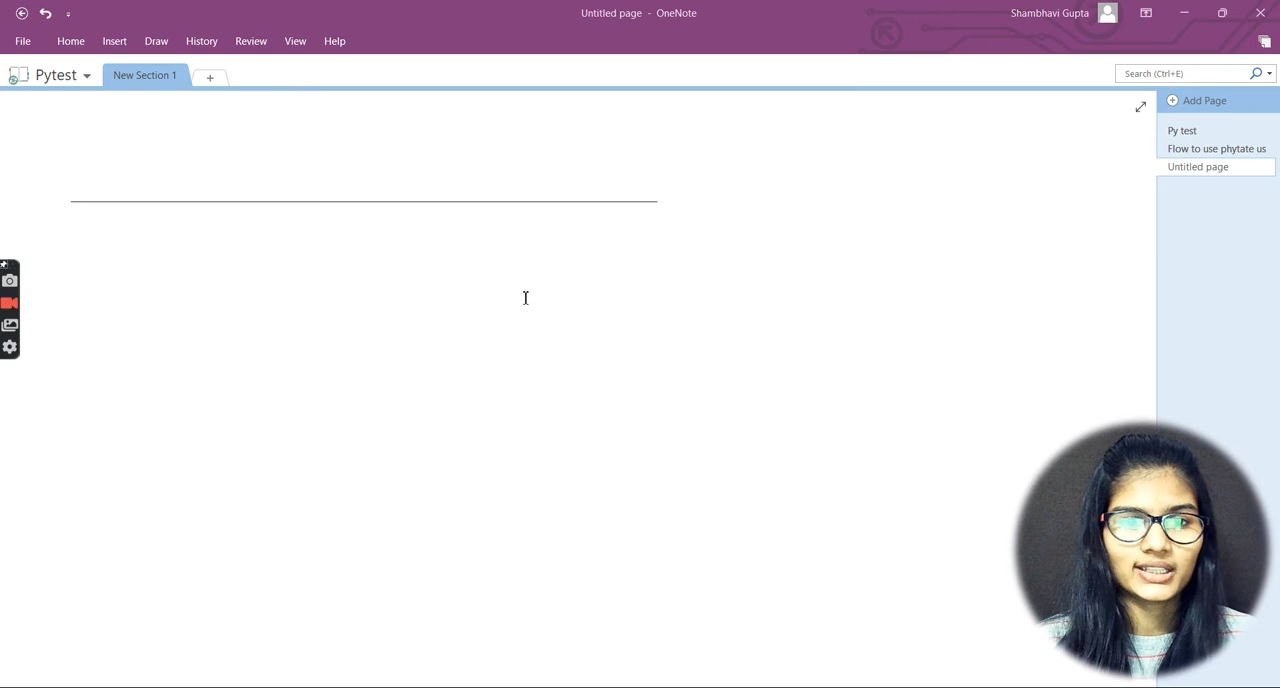 Untitled page - OneNote
Shambhavi Gupta
File
Home
Insert
Draw
History
Review
View
Help
Pytest
New Section 1
+
Search (Ctrl+E)
Add Page
Py test
Flow to use phytate us
Untitled page